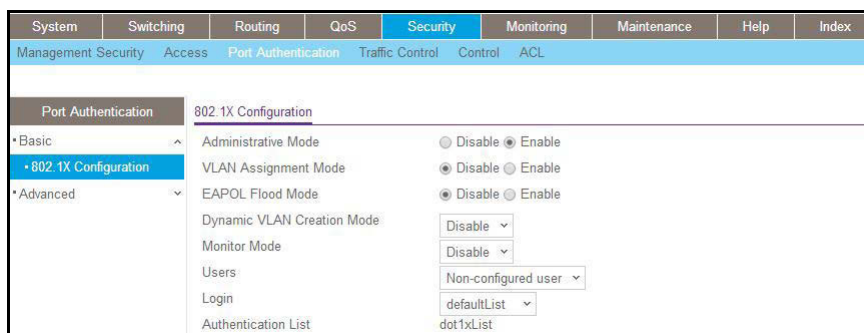 System Switching Routing QoS Security Monitoring Maintenance Help Index
Management Security Access Port Authentication Traffic Control Control ACL
Port Authentication
• Basic
• 802.1X Configuration
• Advanced
802.1X Configuration
Administrative Mode Disable Enable
VLAN Assignment Mode Disable Enable
EAPOL Flood Mode Disable Enable
Dynamic VLAN Creation Mode Disable
Monitor Mode Disable
Users Non-configured user
Login defaultList
Authentication List dot1xList